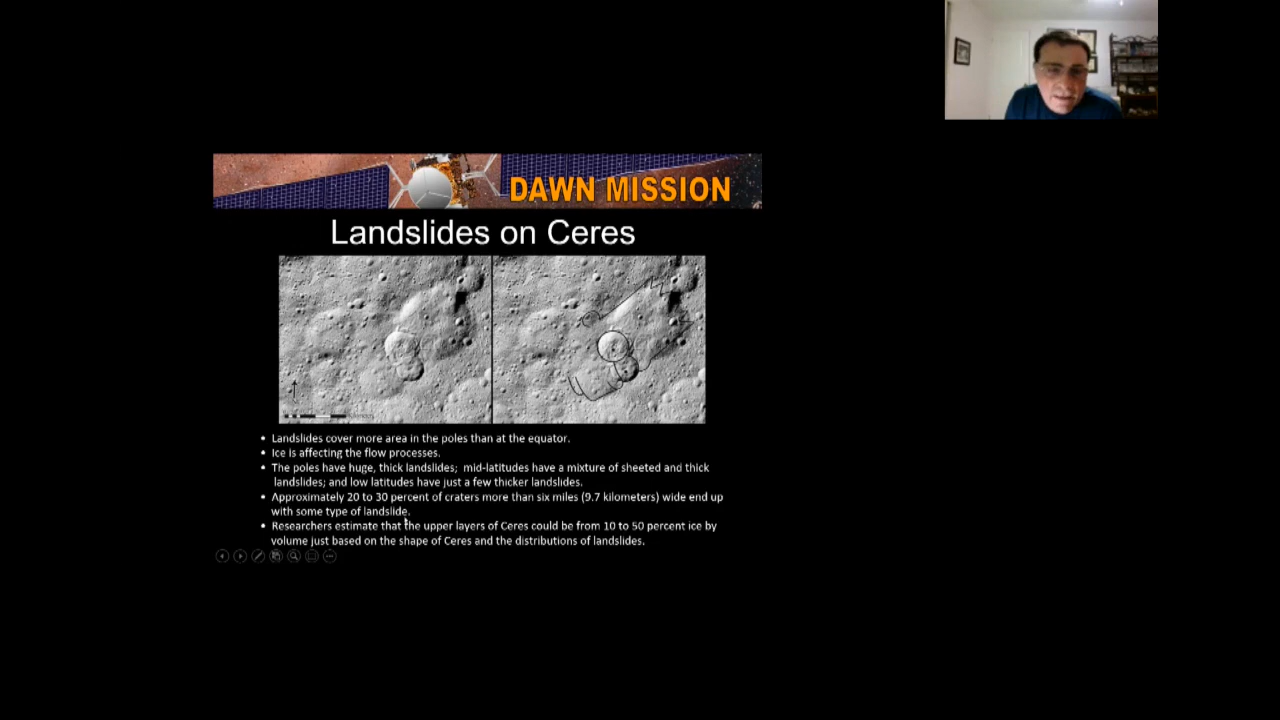 DAWN MISSION
Landslides on Ceres
• Landslides cover more area in the poles than at the equator.
• Ice is affecting the flow processes.
• The poles have huge, thick landslides; mid-latitudes have a mixture of sheeted and thick
landslides; and low latitudes have just a few thicker landslides.
• Approximately 20 to 30 percent of craters more than six miles (9.7 kilometers) wide end up
with some type of landslide.
• Researchers estimate that the upper layers of Ceres could be from 10 to 50 percent ice by
volume just based on the shape of Ceres and the distributions of landslides.